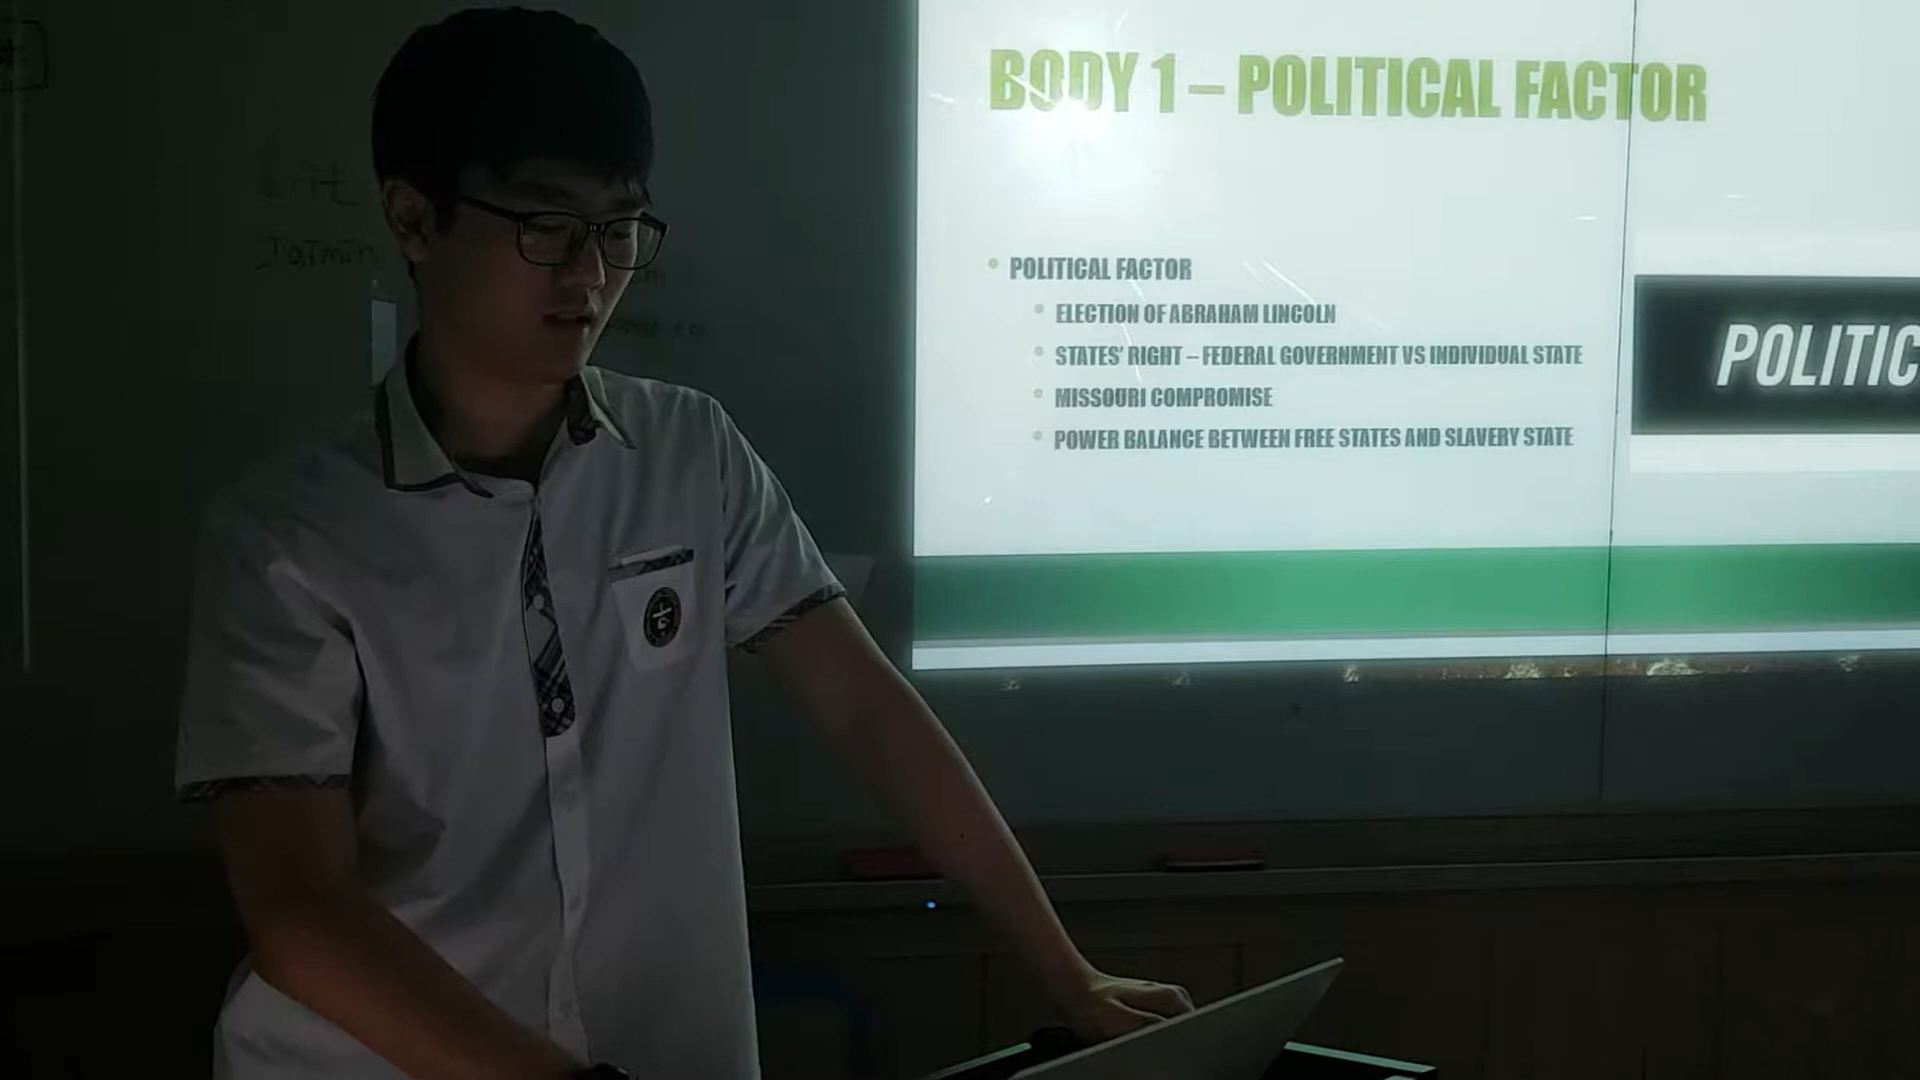 BODY 1 – POLITICAL FACTOR
POLITICAL FACTOR
ELECTION OF ABRAHAM LINCOLN
STATES' RIGHT – FEDERAL GOVERNMENT VS INDIVIDUAL STATE
MISSOURI COMPROMISE
POWER BALANCE BETWEEN FREE STATES AND SLAVERY STATE
POLITIC
Jaimin